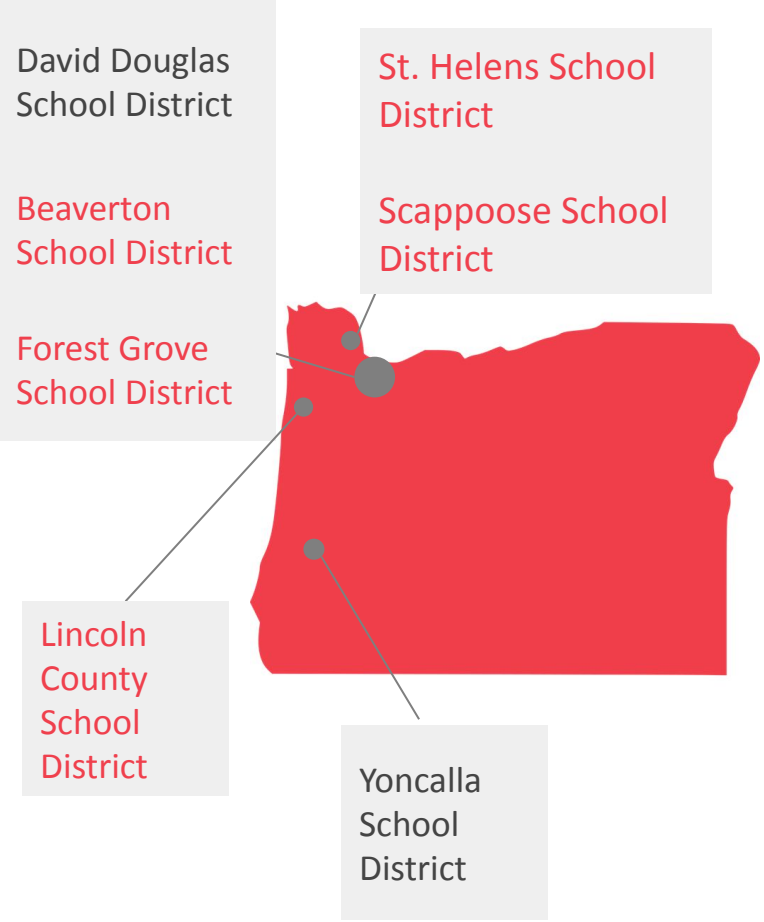 David Douglas
School District
Beaverton
School District
Forest Grove
School District
St. Helens School
District
Scappoose School
District
Lincoln
County
School
District
Yoncalla
School
District